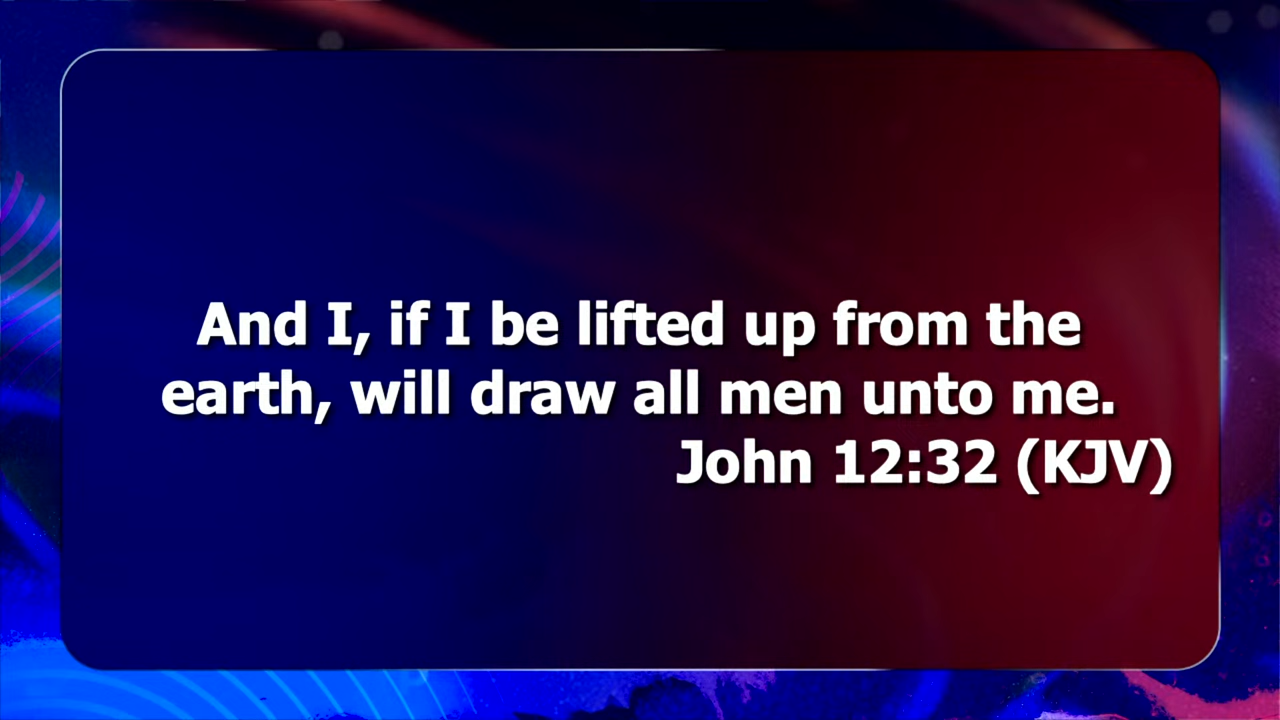 And I, if I be lifted up from the
earth, will draw all men unto me.
John 12:32 (KJV)